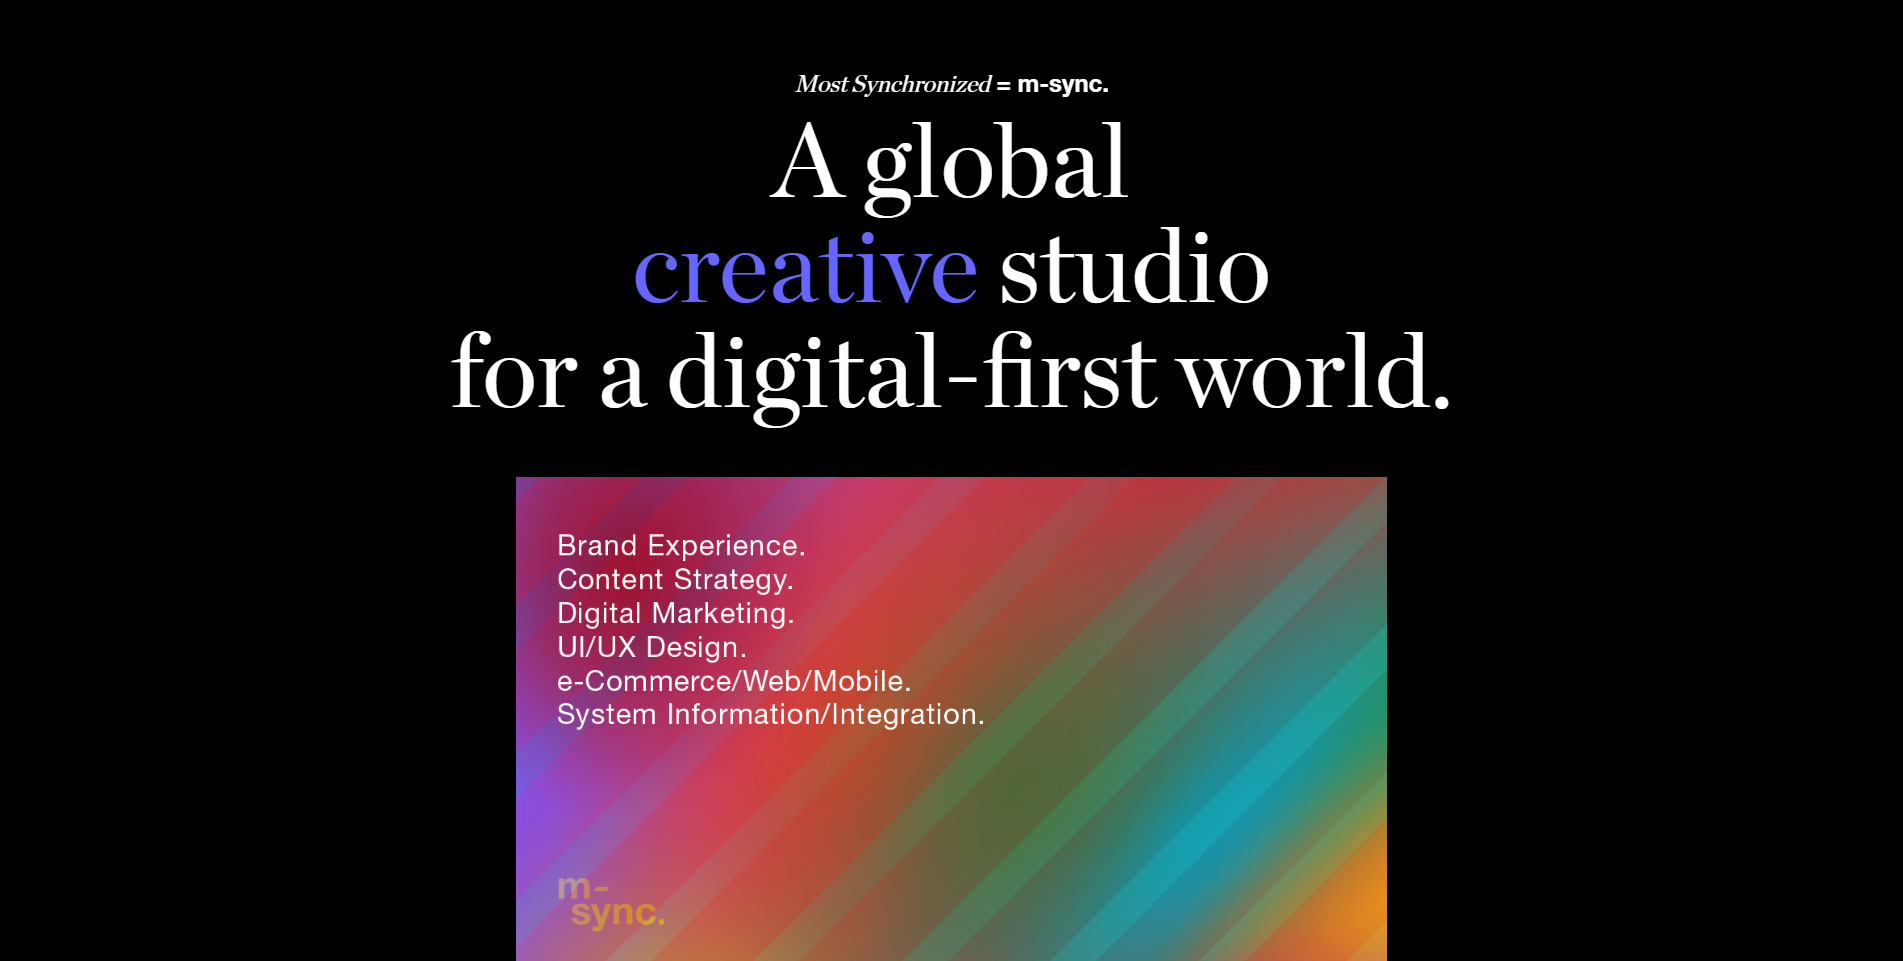 Most Synchronized = m-sync.
A global
creative studio
for a digital-first world.
Brand Experience.
Content Strategy.
Digital Marketing.
UI/UX Design.
e-Commerce/Web/Mobile.
System Information/Integration.
m-
sync.